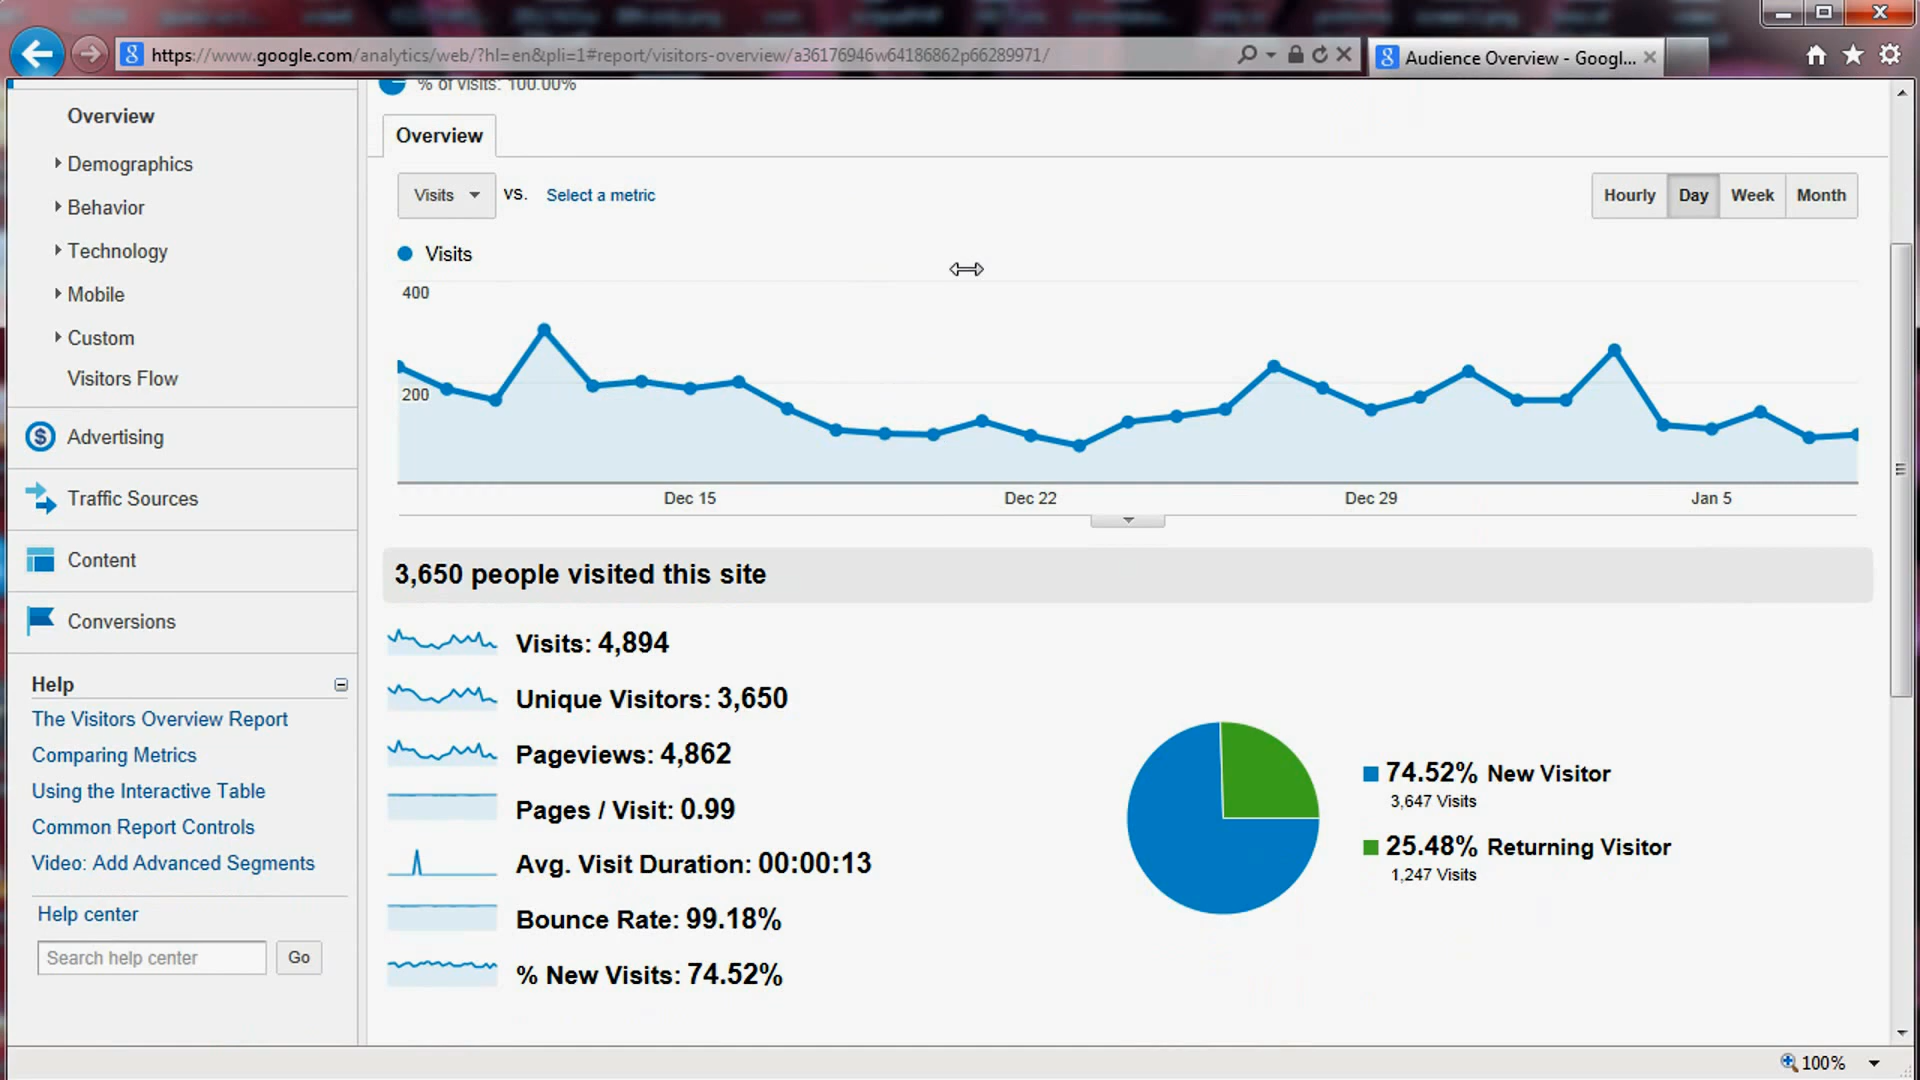 https://www.google.com/analytics/web/?hl=en&pli=1#report/visitors-overview/a36176946w64186862p66289971/
Audience Overview - Googl...
% of visits: 100.00%
Overview
Demographics
Behavior
Technology
Mobile
Custom
Visitors Flow
Advertising
Traffic Sources
Content
Conversions
Help
The Visitors Overview Report
Comparing Metrics
Using the Interactive Table
Common Report Controls
Video: Add Advanced Segments
Help center
Search help center
Go
Overview
Visits
VS.
Select a metric
Hourly
Day
Week
Month
Visits
400
200
Dec 15
Dec 22
Dec 29
Jan 5
3,650 people visited this site
Visits: 4,894
Unique Visitors: 3,650
Pageviews: 4,862
Pages / Visit: 0.99
Avg. Visit Duration: 00:00:13
Bounce Rate: 99.18%
% New Visits: 74.52%
74.52% New Visitor
3,647 Visits
25.48% Returning Visitor
1,247 Visits
100%